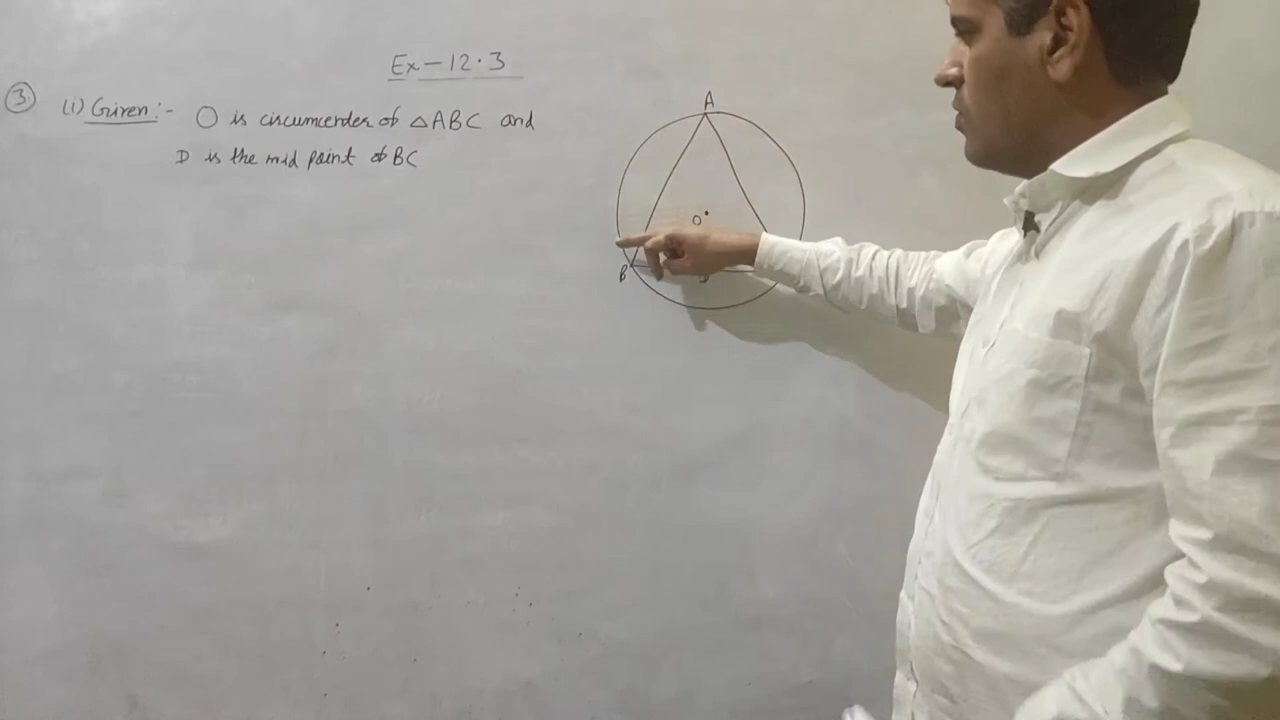 Ex-12.3
3. (i) Given:- O is circumcenter of △ABC and
D is the mid point of BC
A
O
B